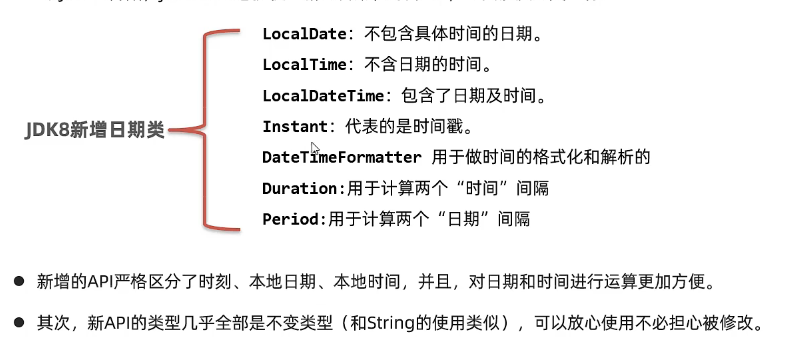 LocalDate：不包含具体时间的日期。
LocalTime：不含日期的时间。
LocalDateTime：包含了日期及时间。
JDK8新增日期类
Instant：代表的是时间戳。
DateTimeFormatter 用于做时间的格式化和解析的
Duration:用于计算两个“时间”间隔
Period:用于计算两个“日期”间隔
● 新增的API严格区分了时刻、本地日期、本地时间，并且，对日期和时间进行运算更加方便。
● 其次，新API的类型几乎全部是不变类型（和String的使用类似），可以放心使用不必担心被修改。